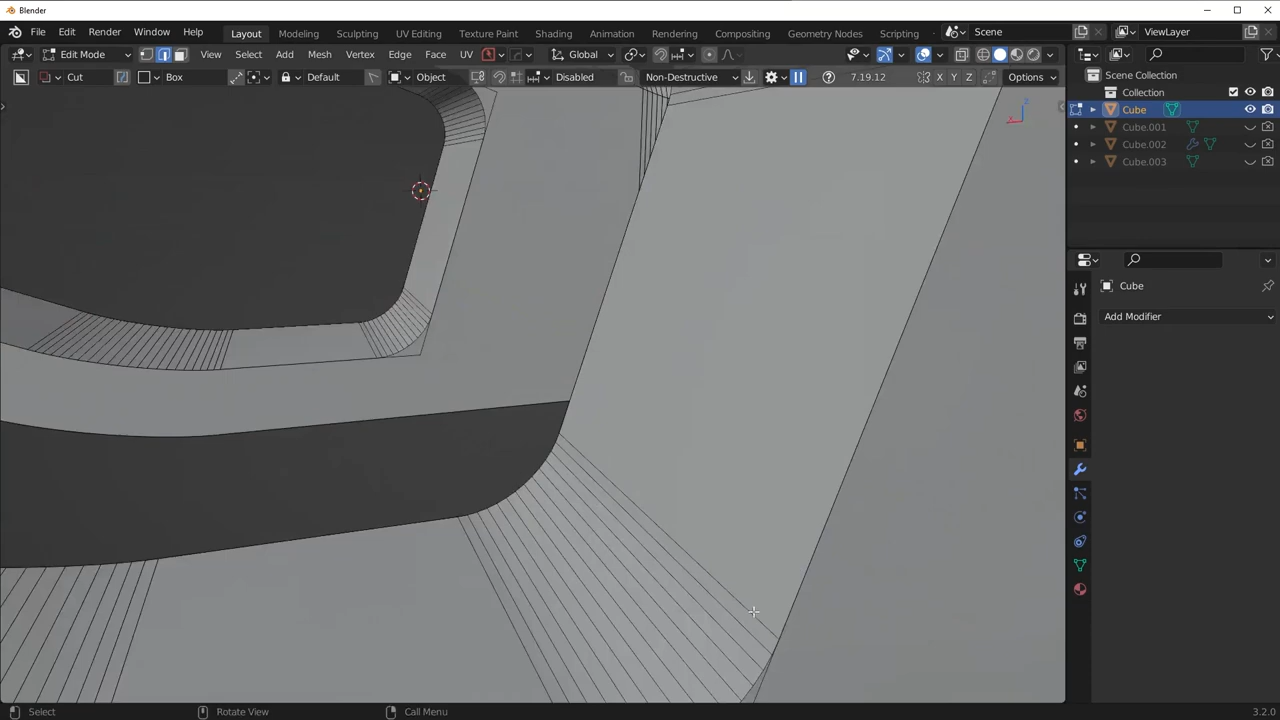 Blender
File Edit Render Window Help Layout Modeling Sculpting UV Editing Texture Paint Shading Animation Rendering Compositing Geometry Nodes Scripting Scene ViewLayer
Edit Mode View Select Add Mesh Vertex Edge Face UV Global
Cut Box Default Object Disabled Non-Destructive 7.19.12 X Y Z Options
Scene Collection
Collection
Cube
Cube.001
Cube.002
Cube.003
Cube
Add Modifier
Select Rotate View Call Menu 3.2.0